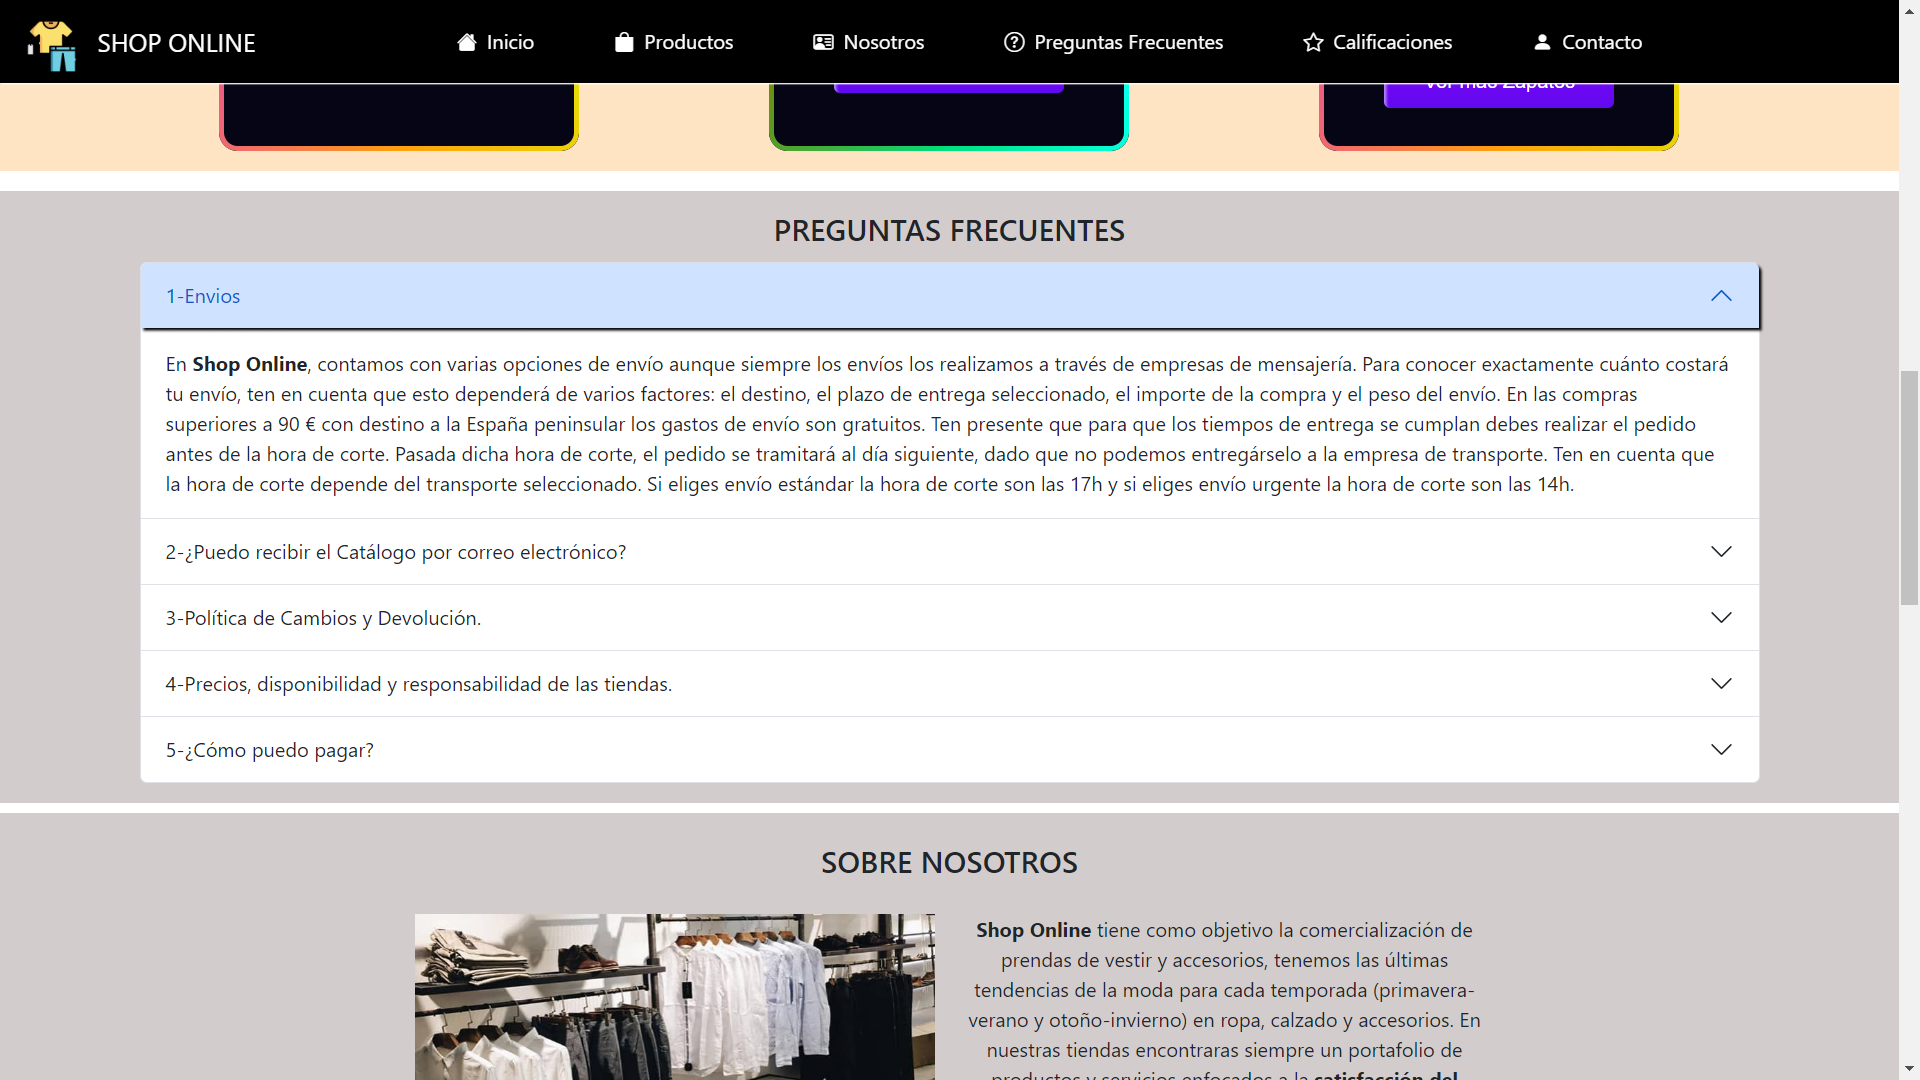 SHOP ONLINE
Inicio
Productos
Nosotros
Preguntas Frecuentes
Calificaciones
Contacto
Ver más Zapatos
PREGUNTAS FRECUENTES
1-Envios
En Shop Online, contamos con varias opciones de envío aunque siempre los envíos los realizamos a través de empresas de mensajería. Para conocer exactamente cuánto costará
tu envío, ten en cuenta que esto dependerá de varios factores: el destino, el plazo de entrega seleccionado, el importe de la compra y el peso del envío. En las compras
superiores a 90 € con destino a la España peninsular los gastos de envío son gratuitos. Ten presente que para que los tiempos de entrega se cumplan debes realizar el pedido
antes de la hora de corte. Pasada dicha hora de corte, el pedido se tramitará al día siguiente, dado que no podemos entregárselo a la empresa de transporte. Ten en cuenta que
la hora de corte depende del transporte seleccionado. Si eliges envío estándar la hora de corte son las 17h y si eliges envío urgente la hora de corte son las 14h.
2-¿Puedo recibir el Catálogo por correo electrónico?
3-Política de Cambios y Devolución.
4-Precios, disponibilidad y responsabilidad de las tiendas.
5-¿Cómo puedo pagar?
SOBRE NOSOTROS
Shop Online tiene como objetivo la comercialización de
prendas de vestir y accesorios, tenemos las últimas
tendencias de la moda para cada temporada (primavera-
verano y otoño-invierno) en ropa, calzado y accesorios. En
nuestras tiendas encontraras siempre un portafolio de
productos y servicios enfocados a la satisfacción del